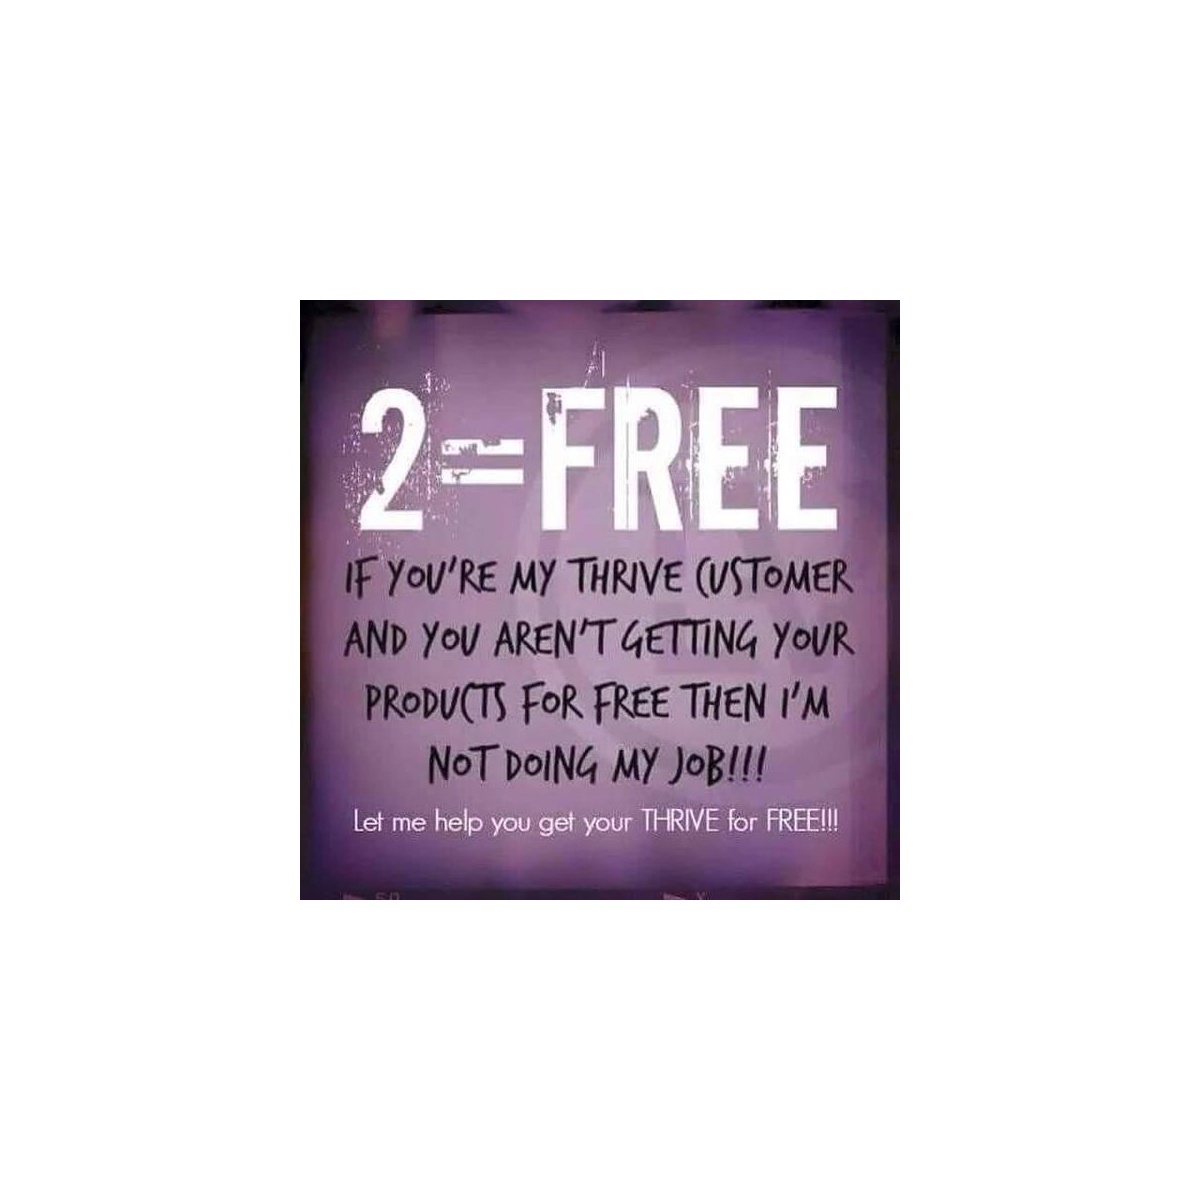 2=FREE
IF YOU'RE MY THRIVE CUSTOMER
AND YOU AREN'T GETTING YOUR
PRODUCTS FOR FREE THEN I'M
NOT DOING MY JOB!!!
Let me help you get your THRIVE for FREE!!!